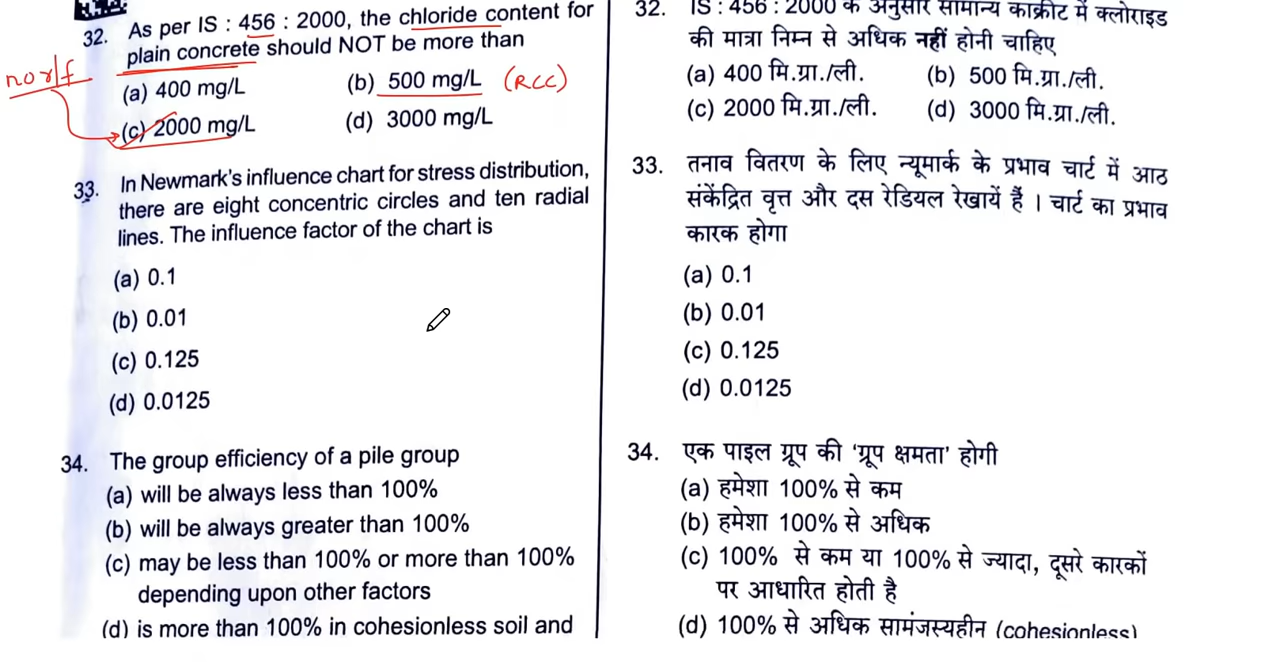 32. As per IS : 456 : 2000, the chloride content for
plain concrete should NOT be more than
no r/f
(a) 400 mg/L (b) 500 mg/L (RCC)
(c) 2000 mg/L (d) 3000 mg/L
33. In Newmark's influence chart for stress distribution,
there are eight concentric circles and ten radial
lines. The influence factor of the chart is
(a) 0.1
(b) 0.01
(c) 0.125
(d) 0.0125
34. The group efficiency of a pile group
(a) will be always less than 100%
(b) will be always greater than 100%
(c) may be less than 100% or more than 100%
depending upon other factors
(d) is more than 100% in cohesionless soil and
32. IS : 456 : 2000 के अनुसार सामान्य कांक्रीट में क्लोराइड
की मात्रा निम्न से अधिक नहीं होनी चाहिए
(a) 400 मि.ग्रा./ली. (b) 500 मि.ग्रा./ली.
(c) 2000 मि.ग्रा./ली. (d) 3000 मि.ग्रा./ली.
33. तनाव वितरण के लिए न्यूमार्क के प्रभाव चार्ट में आठ
संकेंद्रित वृत्त और दस रेडियल रेखायें हैं । चार्ट का प्रभाव
कारक होगा
(a) 0.1
(b) 0.01
(c) 0.125
(d) 0.0125
34. एक पाइल ग्रूप की 'ग्रूप क्षमता' होगी
(a) हमेशा 100% से कम
(b) हमेशा 100% से अधिक
(c) 100% से कम या 100% से ज्यादा, दूसरे कारकों
पर आधारित होती है
(d) 100% से अधिक सामंजस्यहीन (cohesionless)